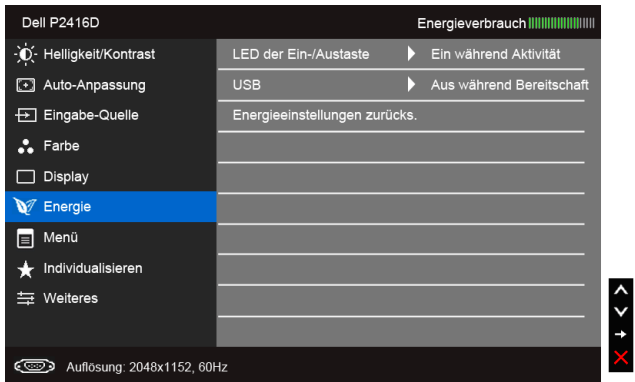 Dell P2416D Energieverbrauch
Helligkeit/Kontrast LED der Ein-/Austaste Ein während Aktivität
Auto-Anpassung USB Aus während Bereitschaft
Eingabe-Quelle Energieeinstellungen zurücks.
Farbe
Display
Energie
Menü
Individualisieren
Weiteres
Auflösung: 2048x1152, 60Hz